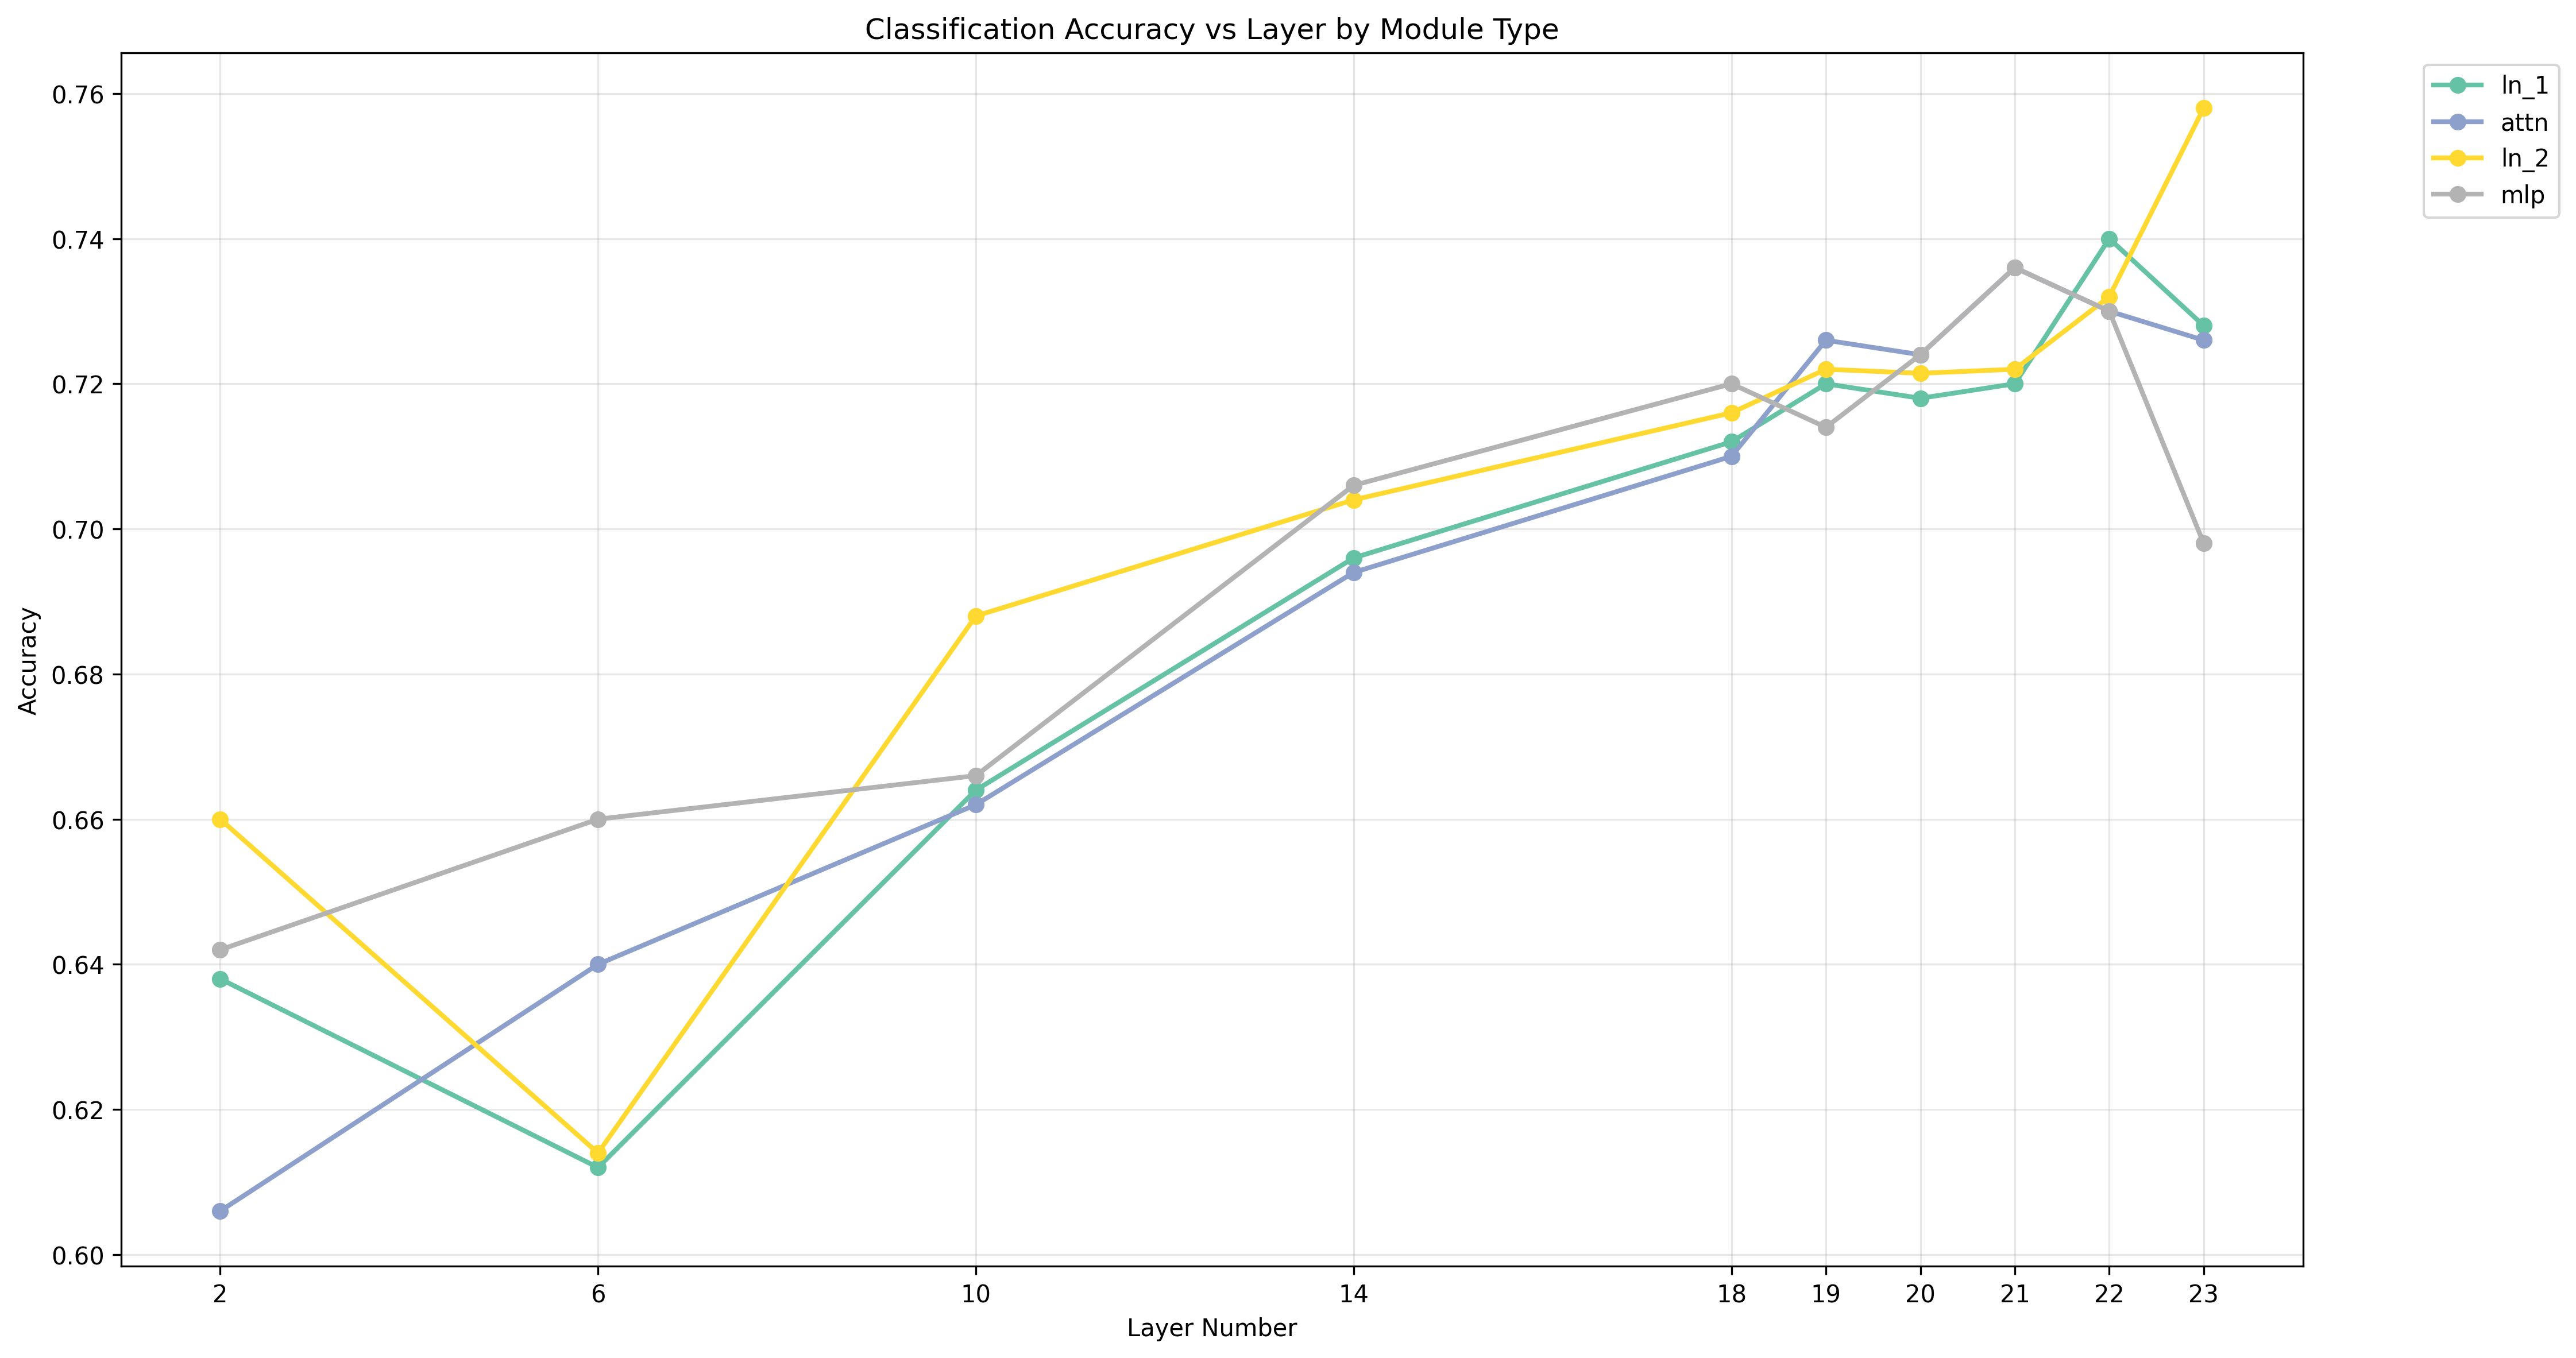 Classification Accuracy vs Layer by Module Type
ln_1
attn
ln_2
mlp
0.76
0.74
0.72
0.70
0.68
0.66
0.64
0.62
0.60
Accuracy
2 6 10 14 18 19 20 21 22 23
Layer Number